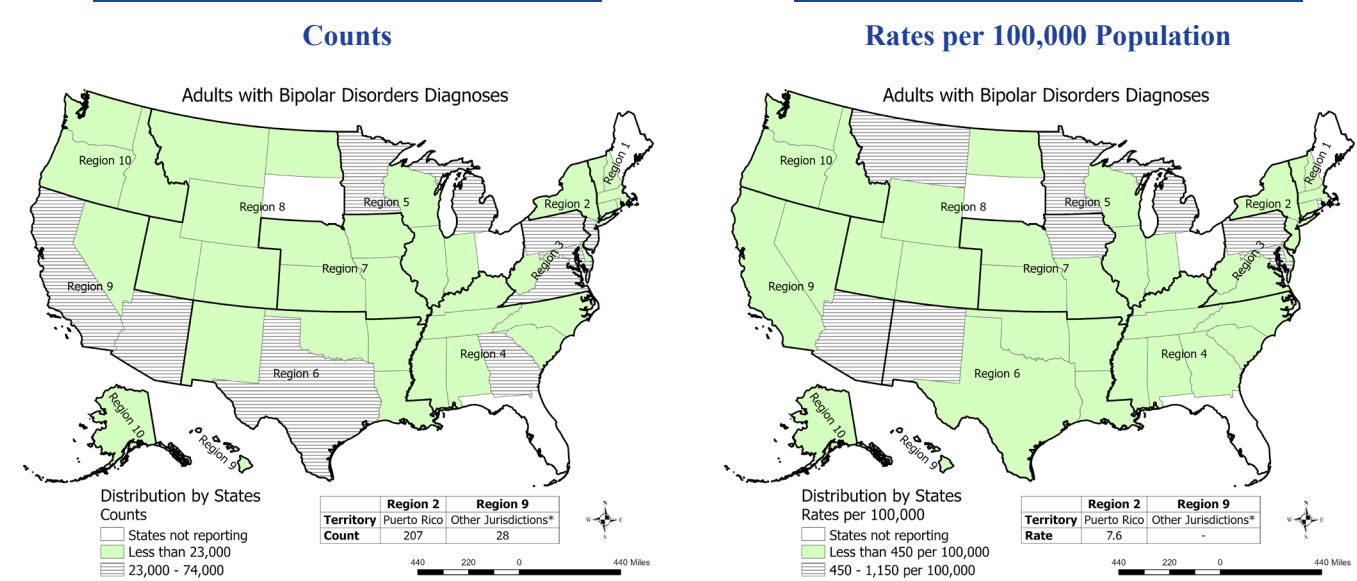 Counts
Adults with Bipolar Disorders Diagnoses
Region 10
Region 8
Region 5
Region 2
Region 1
Region 3
Region 7
Region 9
Region 6
Region 4
Region 10
Region 9
Distribution by States
Counts
States not reporting
Less than 23,000
23,000 - 74,000
Region 2 Region 9
Territory Puerto Rico Other Jurisdictions*
Count 207 28
N
W E
S
440 220 0 440 Miles
Rates per 100,000 Population
Adults with Bipolar Disorders Diagnoses
Region 10
Region 8
Region 5
Region 2
Region 1
Region 3
Region 7
Region 9
Region 6
Region 4
Region 10
Region 9
Distribution by States
Rates per 100,000
States not reporting
Less than 450 per 100,000
450 - 1,150 per 100,000
Region 2 Region 9
Territory Puerto Rico Other Jurisdictions*
Rate 7.6 -
N
W E
S
440 220 0 440 Miles